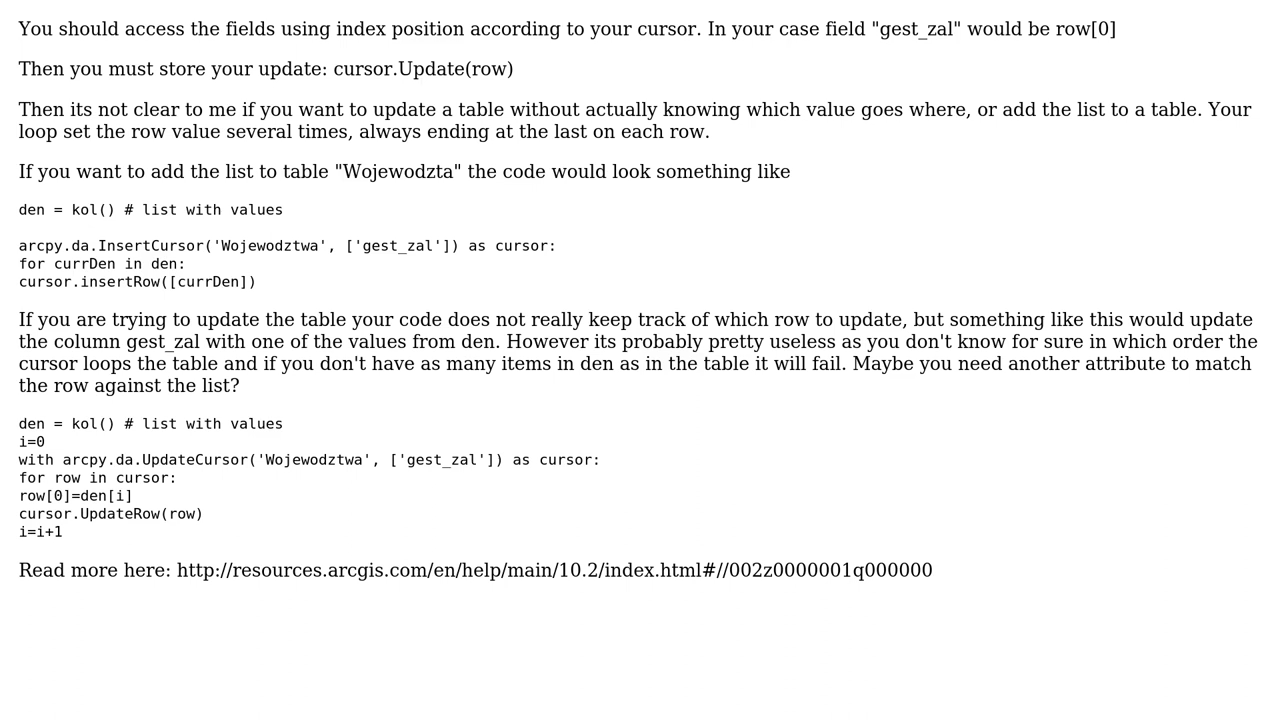 You should access the fields using index position according to your cursor. In your case field "gest_zal" would be row[0]
Then you must store your update: cursor.Update(row)
Then its not clear to me if you want to update a table without actually knowing which value goes where, or add the list to a table. Your
loop set the row value several times, always ending at the last on each row.
If you want to add the list to table "Wojewodzta" the code would look something like
den = kol() # list with values
arcpy.da.InsertCursor('Wojewodztwa', ['gest_zal']) as cursor:
for currDen in den:
cursor.insertRow([currDen])
If you are trying to update the table your code does not really keep track of which row to update, but something like this would update
the column gest_zal with one of the values from den. However its probably pretty useless as you don't know for sure in which order the
cursor loops the table and if you don't have as many items in den as in the table it will fail. Maybe you need another attribute to match
the row against the list?
den = kol() # list with values
i=0
with arcpy.da.UpdateCursor('Wojewodztwa', ['gest_zal']) as cursor:
for row in cursor:
row[0]=den[i]
cursor.UpdateRow(row)
i=i+1
Read more here: http://resources.arcgis.com/en/help/main/10.2/index.html#//002z0000001q000000